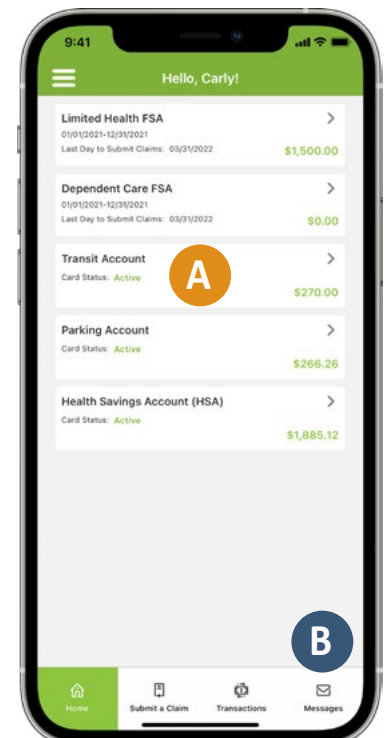 9:41
Hello, Carly!
Limited Health FSA
01/01/2021-12/31/2021
Last Day to Submit Claims: 03/31/2022
$1,500.00
Dependent Care FSA
01/01/2021-12/31/2021
Last Day to Submit Claims: 03/31/2022
$0.00
Transit Account
Card Status: Active
A
$270.00
Parking Account
Card Status: Active
$266.26
Health Savings Account (HSA)
Card Status: Active
$1,885.12
B
Home
Submit a Claim
Transactions
Messages